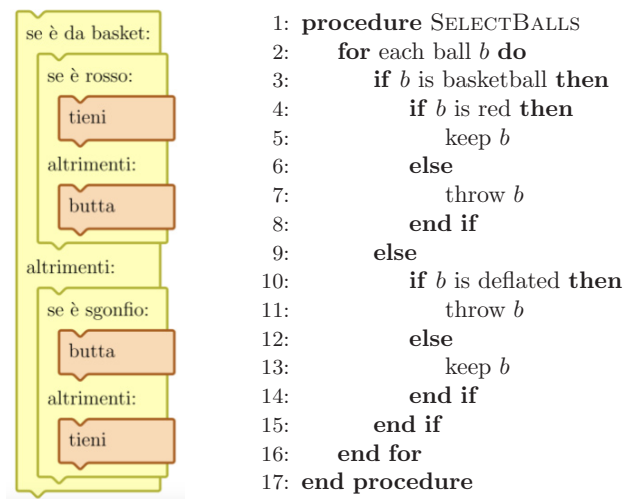 se è da basket:
se è rosso:
tieni
altrimenti:
butta
altrimenti:
se è sgonfio:
butta
altrimenti:
tieni
1: procedure SELECTBALLS
2: for each ball b do
3: if b is basketball then
4: if b is red then
5: keep b
6: else
7: throw b
8: end if
9: else
10: if b is deflated then
11: throw b
12: else
13: keep b
14: end if
15: end if
16: end for
17: end procedure